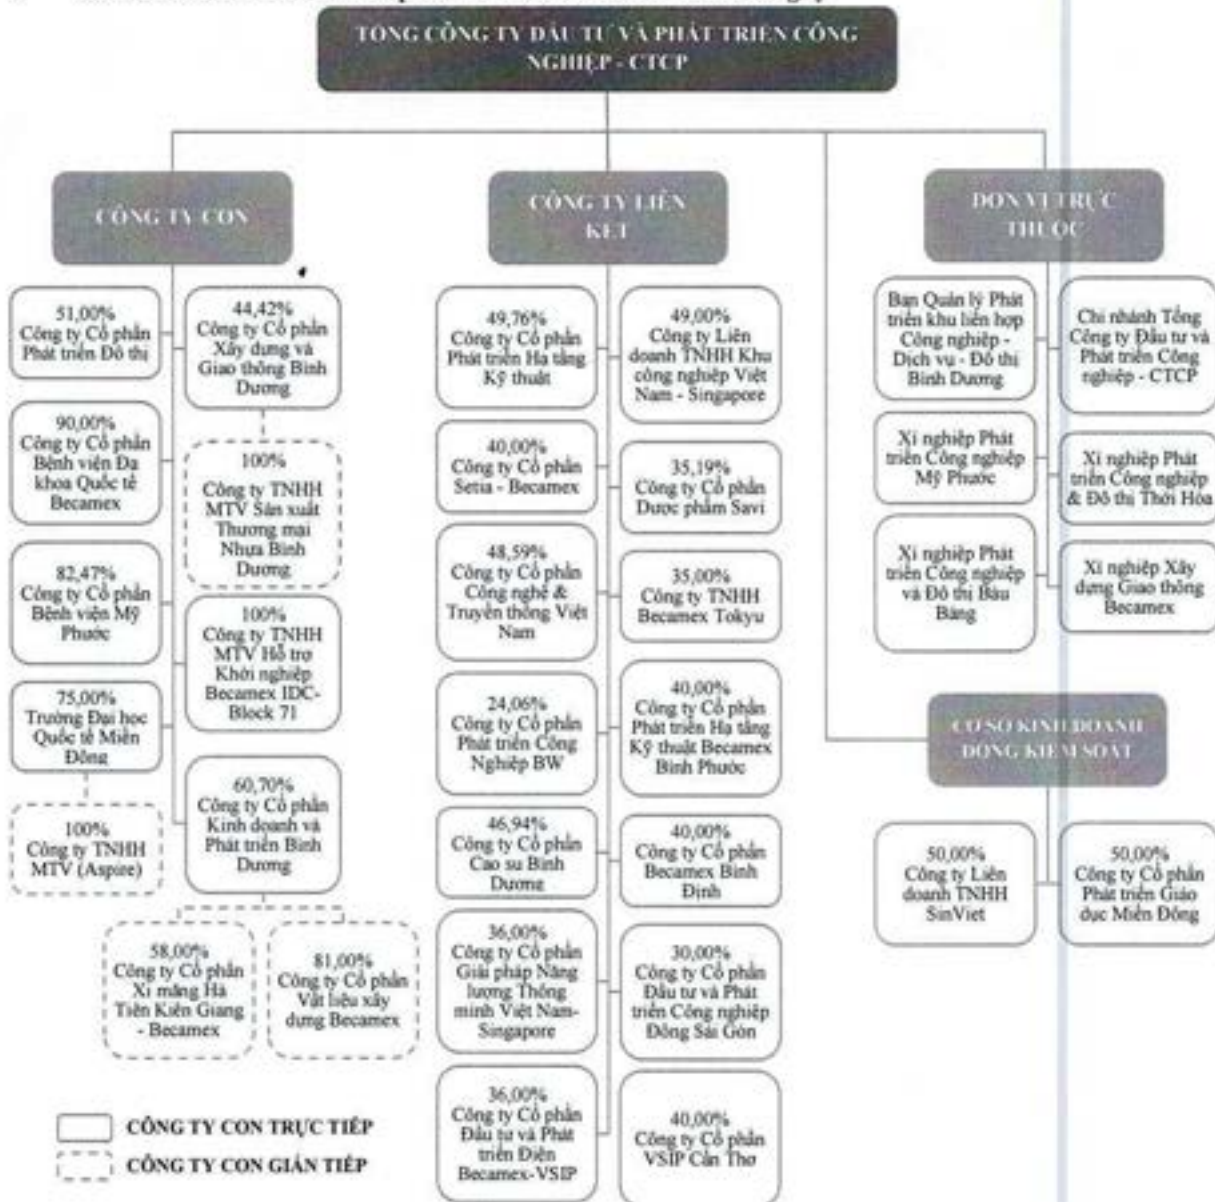 TỔNG CÔNG TY ĐẦU TƯ VÀ PHÁT TRIỂN CÔNG
NGHIỆP - CTCP
CÔNG TY CON
51,00%
Công ty Cổ phần
Phát triển Đô thị
44,42%
Công ty Cổ phần
Xây dựng và
Giao thông Bình
Dương
90,00%
Công ty Cổ phần
Bệnh viện Đa
khoa Quốc tế
Becamex
100%
Công ty TNHH
MTV Sản xuất
Thương mại
Nhựa Bình
Dương
82,47%
Công ty Cổ phần
Bệnh viện Mỹ
Phước
100%
Công ty TNHH
MTV Hỗ trợ
Khởi nghiệp
Becamex IDC-
Block 71
75,00%
Trường Đại học
Quốc tế Miền
Đông
60,70%
Công ty Cổ phần
Kinh doanh và
Phát triển Bình
Dương
100%
Công ty TNHH
MTV (Aspire)
58,00%
Công ty Cổ phần
Xi măng Hà
Tiên Kiên Giang
- Becamex
81,00%
Công ty Cổ phần
Vật liệu xây
dựng Becamex
CÔNG TY LIÊN
KẾT
49,76%
Công ty Cổ phần
Phát triển Hạ tầng
Kỹ thuật
49,00%
Công ty Liên
doanh TNHH Khu
công nghiệp Việt
Nam - Singapore
40,00%
Công ty Cổ phần
Setia - Becamex
35,19%
Công ty Cổ phần
Dược phẩm Savi
48,59%
Công ty Cổ phần
Công nghệ &
Truyền thông Việt
Nam
35,00%
Công ty TNHH
Becamex Tokyu
24,06%
Công ty Cổ phần
Phát triển Công
Nghiệp BW
40,00%
Công ty Cổ phần
Phát triển Hạ tầng
Kỹ thuật Becamex
Bình Phước
46,94%
Công ty Cổ phần
Cao su Bình
Dương
40,00%
Công ty Cổ phần
Becamex Bình
Định
36,00%
Công ty Cổ phần
Giải pháp Năng
lượng Thông
minh Việt Nam-
Singapore
30,00%
Công ty Cổ phần
Đầu tư và Phát
triển Công nghiệp
Đông Sài Gòn
36,00%
Công ty Cổ phần
Đầu tư và Phát
triển Điện
Becamex-VSIP
40,00%
Công ty Cổ phần
VSIP Cần Thơ
ĐƠN VỊ TRỰC
THUỘC
Ban Quản lý Phát
triển khu liên hợp
Công nghiệp -
Dịch vụ - Đô thị
Bình Dương
Chi nhánh Tổng
Công ty Đầu tư và
Phát triển Công
nghiệp - CTCP
Xí nghiệp Phát
triển Công nghiệp
Mỹ Phước
Xí nghiệp Phát
triển Công nghiệp
& Đô thị Thới Hòa
Xí nghiệp Phát
triển Công nghiệp
và Đô thị Bàu
Bàng
Xí nghiệp Xây
dựng Giao thông
Becamex
CƠ SỞ KINH DOANH
ĐỒNG KIỂM SOÁT
50,00%
Công ty Liên
doanh TNHH
SinViet
50,00%
Công ty Cổ phần
Phát triển Giáo
dục Miền Đông
CÔNG TY CON TRỰC TIẾP
CÔNG TY CON GIÁN TIẾP